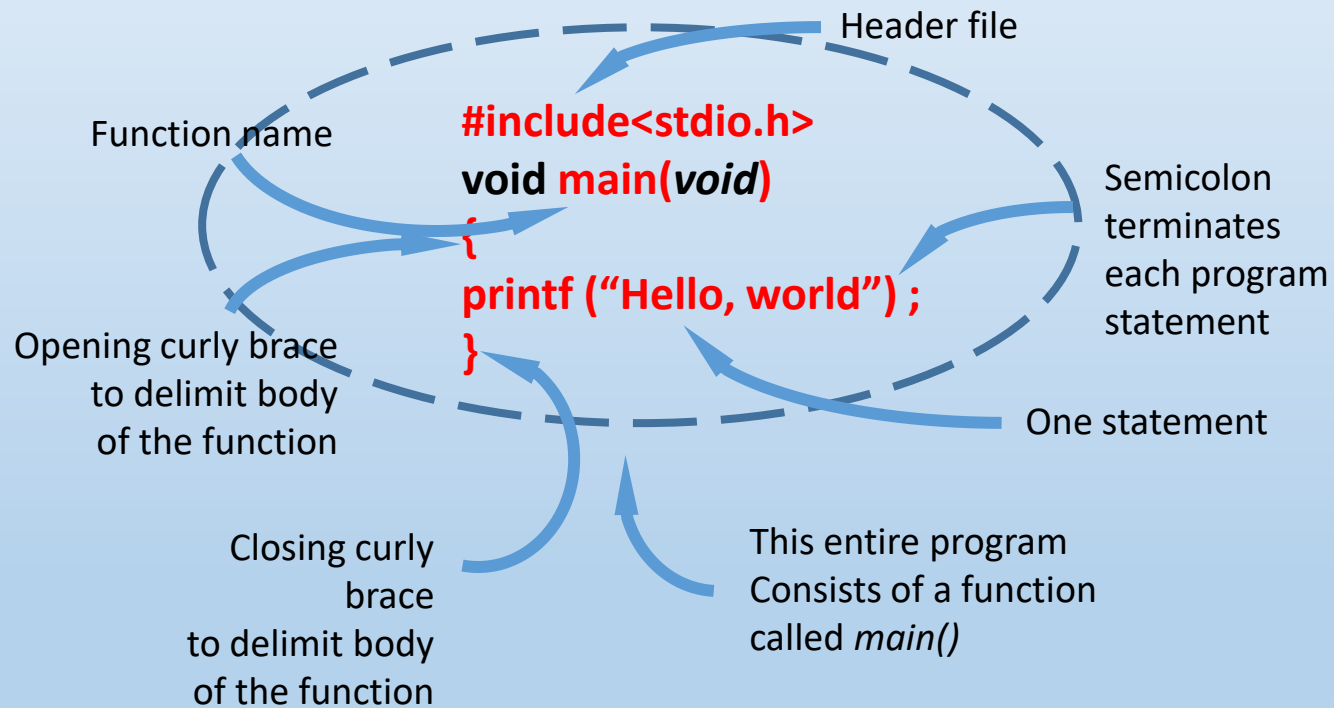 Header file
#include<stdio.h>
Function name
void main(void)
{
Semicolon
terminates
each program
statement
printf (“Hello, world”) ;
}
Opening curly brace
to delimit body
of the function
One statement
Closing curly
brace
to delimit body
of the function
This entire program
Consists of a function
called main()